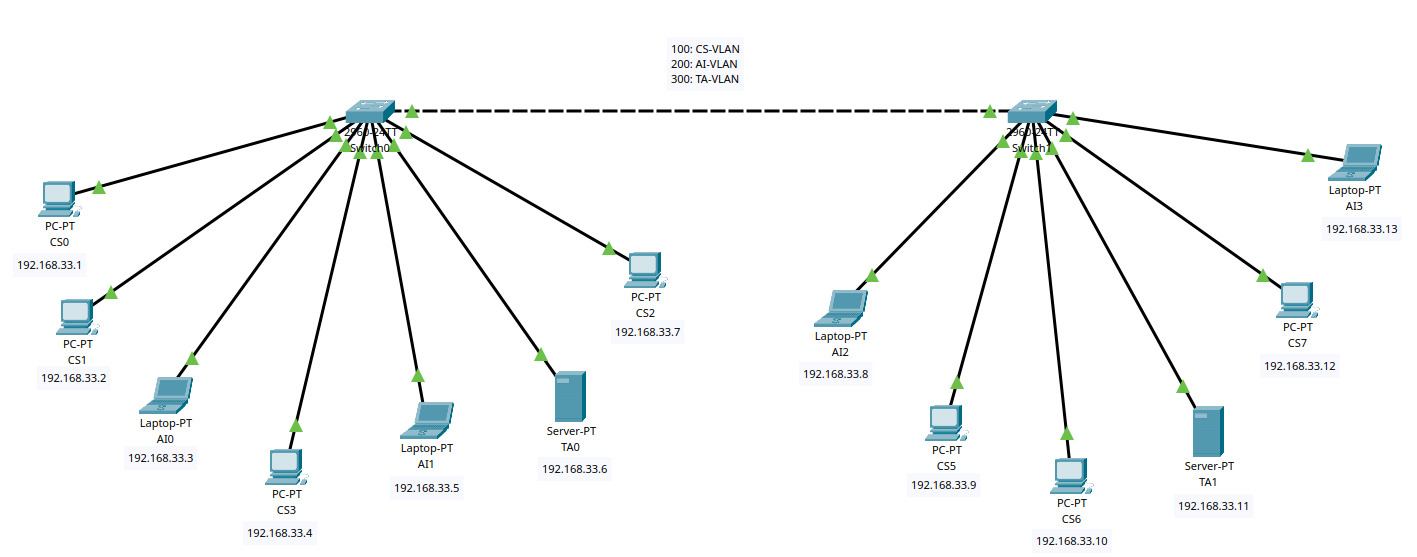 100: CS-VLAN
200: AI-VLAN
300: TA-VLAN
2960-24TT
Switch0
2960-24TT
Switch1
PC-PT
CS0
192.168.33.1
PC-PT
CS1
192.168.33.2
Laptop-PT
AI0
192.168.33.3
PC-PT
CS3
192.168.33.4
Laptop-PT
AI1
192.168.33.5
Server-PT
TA0
192.168.33.6
PC-PT
CS2
192.168.33.7
Laptop-PT
AI2
192.168.33.8
PC-PT
CS5
192.168.33.9
PC-PT
CS6
192.168.33.10
Server-PT
TA1
192.168.33.11
PC-PT
CS7
192.168.33.12
Laptop-PT
AI3
192.168.33.13